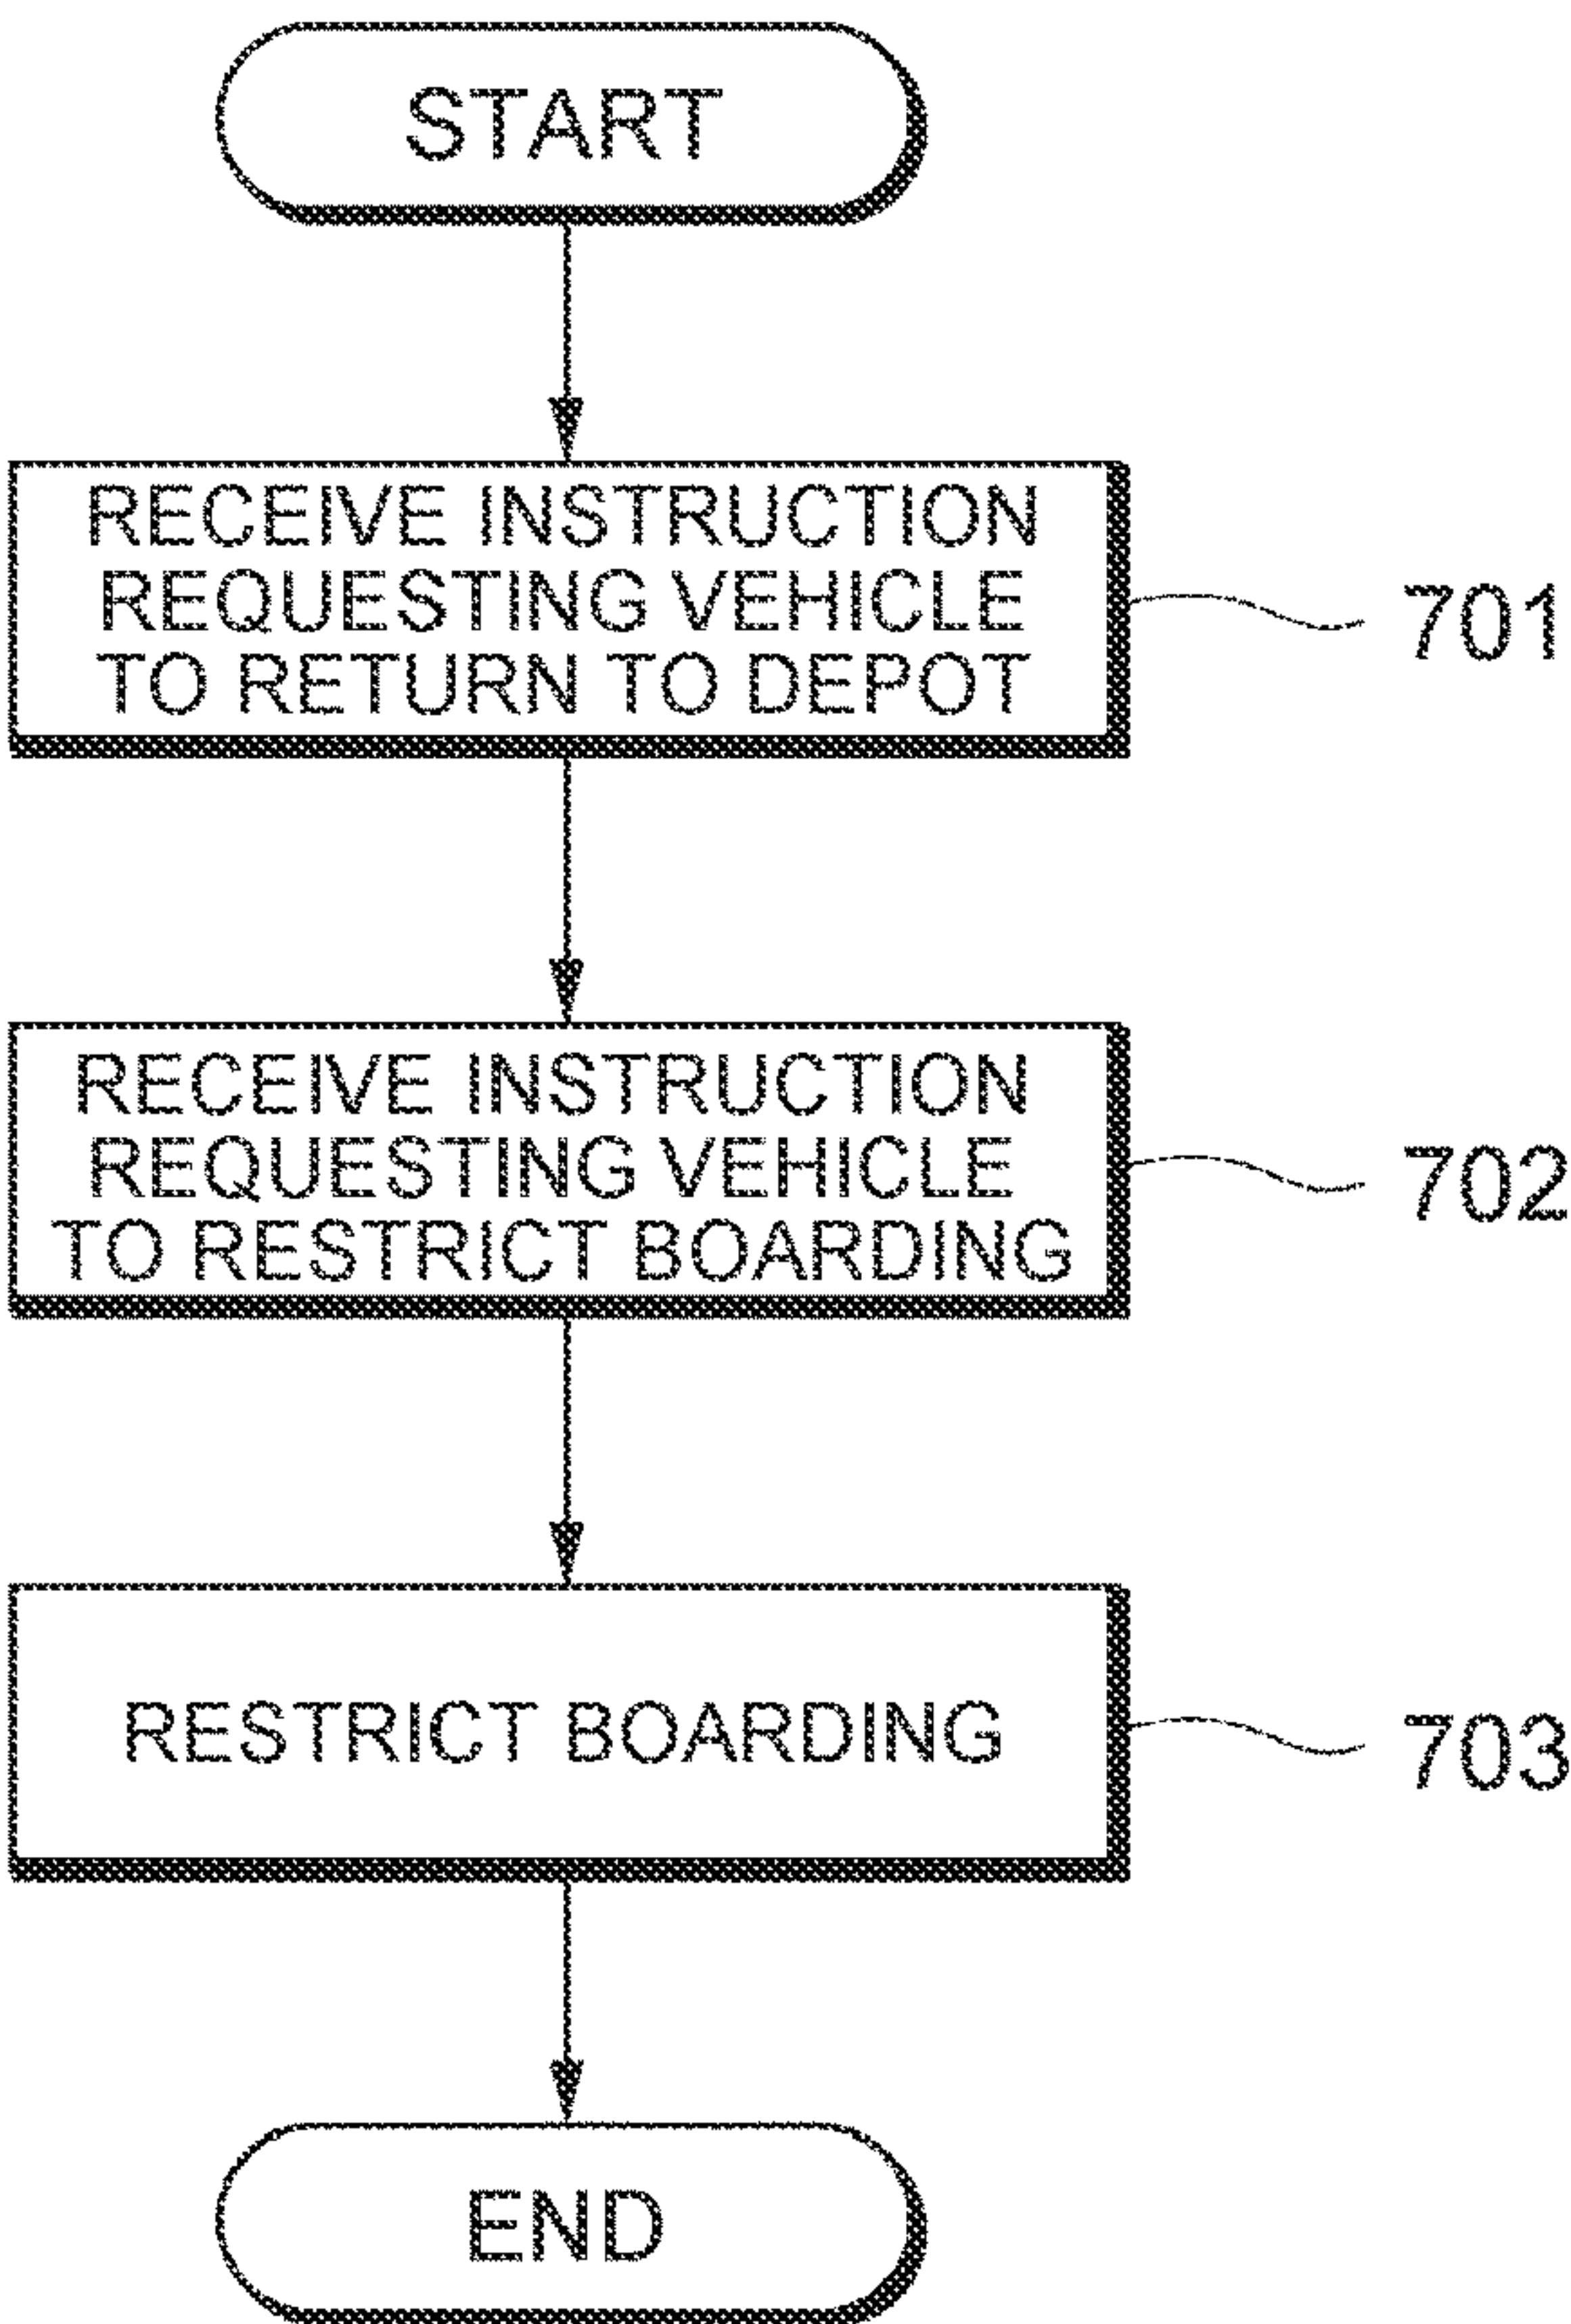 START
RECEIVE INSTRUCTION
REQUESTING VEHICLE
TO RETURN TO DEPOT
701
RECEIVE INSTRUCTION
REQUESTING VEHICLE
TO RESTRICT BOARDING
702
RESTRICT BOARDING
703
END